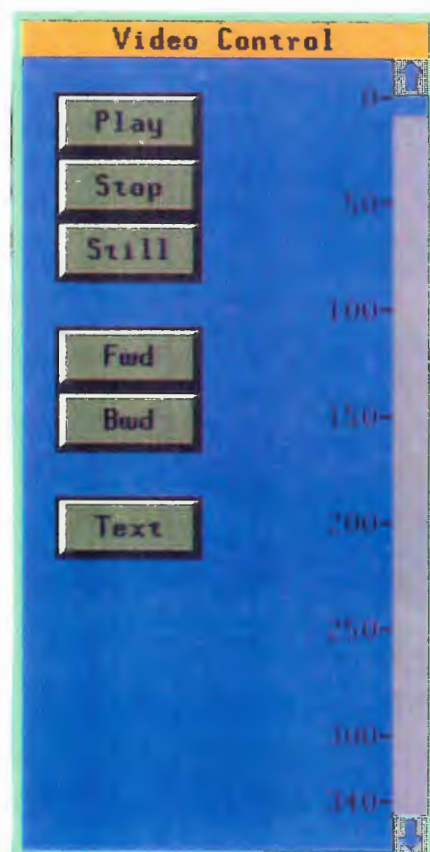 Video Control
0-
Play
Stop
50-
Still
100-
Fwd
Bwd
150-
Text
200-
250-
300-
340-